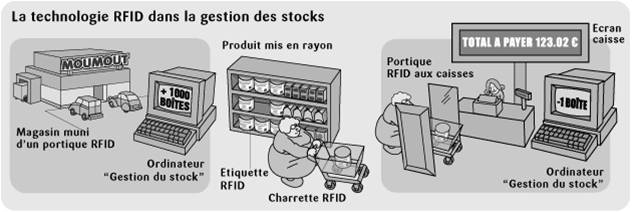 La technologie RFID dans la gestion des stocks
MOUMOUT
+ 1000
BOÎTES
Magasin muni
d'un portique RFID
Ordinateur
"Gestion du stock"
Produit mis en rayon
Etiquette
RFID
Charrette RFID
TOTAL A PAYER 123.02 €
Ecran
caisse
Portique
RFID aux caisses
-1 BOÎTE
Ordinateur
"Gestion du stock"